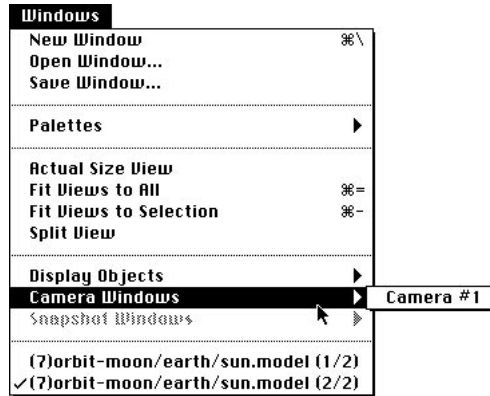 Windows
New Window ⌘\
Open Window...
Save Window...
Palettes
Actual Size View
Fit Views to All ⌘=
Fit Views to Selection ⌘-
Split View
Display Objects
Camera Windows
Camera #1
Snapshot Windows
(7)orbit-moon/earth/sun.model (1/2)
✓(7)orbit-moon/earth/sun.model (2/2)